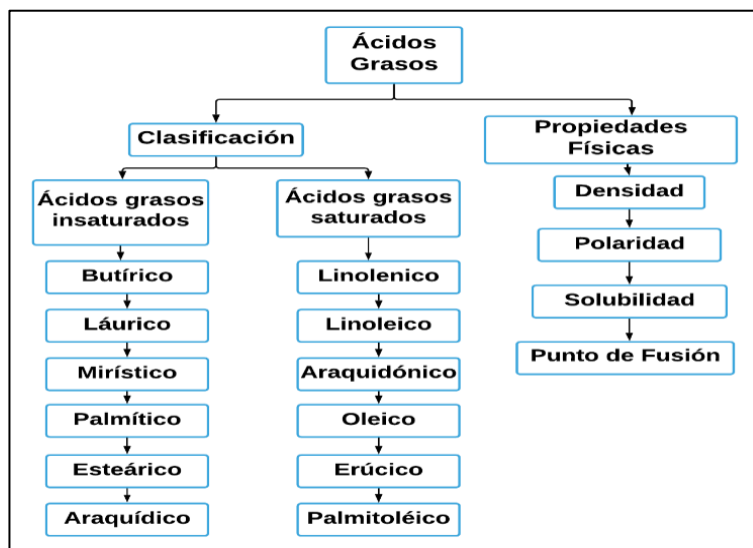 Ácidos
Grasos
Clasificación
Propiedades
Físicas
Ácidos grasos
insaturados
Ácidos grasos
saturados
Densidad
Polaridad
Solubilidad
Punto de Fusión
Butírico
Láurico
Mirístico
Palmítico
Esteárico
Araquídico
Linolenico
Linoleico
Araquidónico
Oleico
Erúcico
Palmitoléico